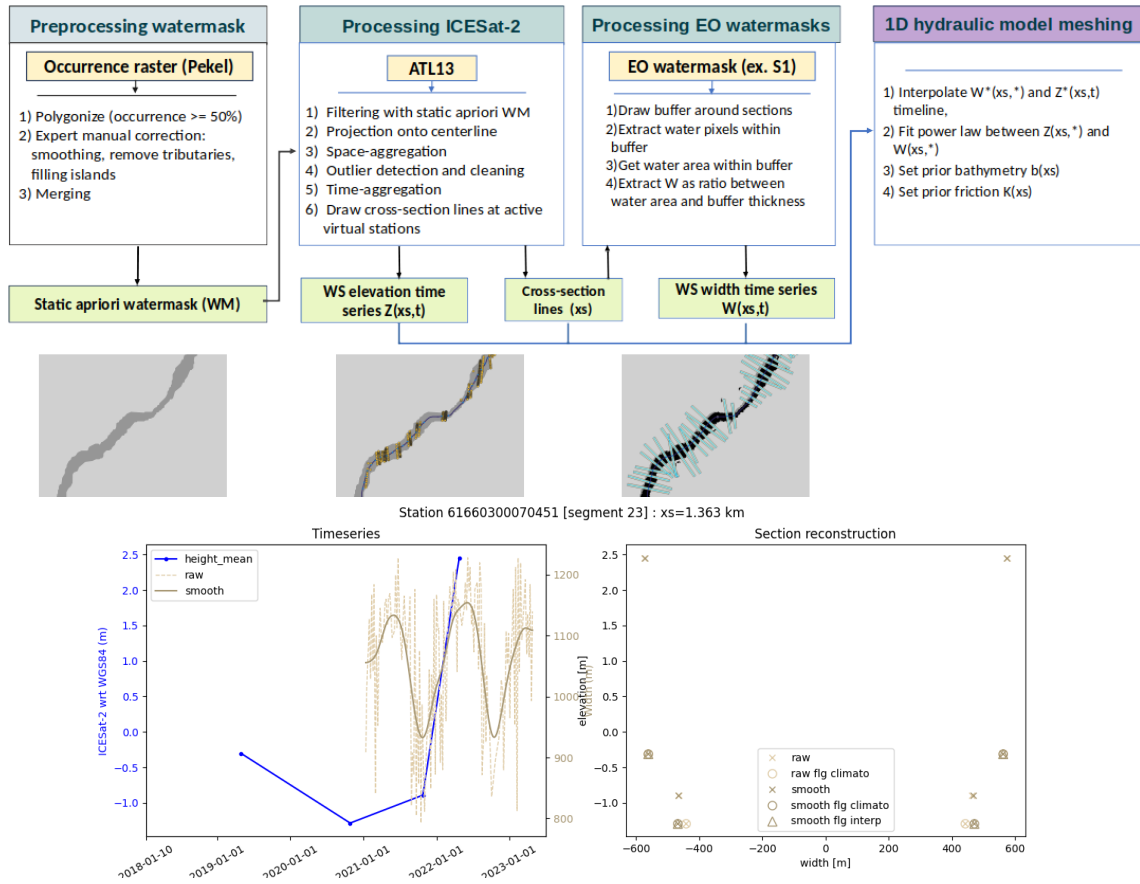 Preprocessing watermask
Occurrence raster (Pekel)
1) Polygonize (occurrence >= 50%)
2) Expert manual correction:
smoothing, remove tributaries,
filling islands
3) Merging
Static apriori watermask (WM)
Processing ICESat-2
ATL13
1) Filtering with static apriori WM
2) Projection onto centerline
3) Space-aggregation
4) Outlier detection and cleaning
5) Time-aggregation
6) Draw cross-section lines at active
virtual stations
WS elevation time
series Z(xs,t)
Cross-section
lines (xs)
Processing EO watermasks
EO watermask (ex. S1)
1)Draw buffer around sections
2)Extract water pixels within
buffer
3)Get water area within buffer
4)Extract W as ratio between
water area and buffer thickness
WS width time series
W(xs,t)
1D hydraulic model meshing
1) Interpolate W*(xs,*) and Z*(xs,t)
timeline,
2) Fit power law between Z(xs,*) and
W(xs,*)
3) Set prior bathymetry b(xs)
4) Set prior friction K(xs)
Station 61660300070451 [segment 23] : xs=1.363 km
Timeseries
ICESat-2 wrt WGS84 (m)
2.5
2.0
1.5
1.0
0.5
0.0
−0.5
−1.0
height_mean
raw
smooth
1200
1100
1000
900
800
Width (m)
2018-01-10
2019-01-01
2020-01-01
2021-01-01
2022-01-01
2023-01-01
Section reconstruction
elevation [m]
2.5
2.0
1.5
1.0
0.5
0.0
−0.5
−1.0
raw
raw flg climato
smooth
smooth flg climato
smooth flg interp
−600
−400
−200
0
200
400
600
width [m]